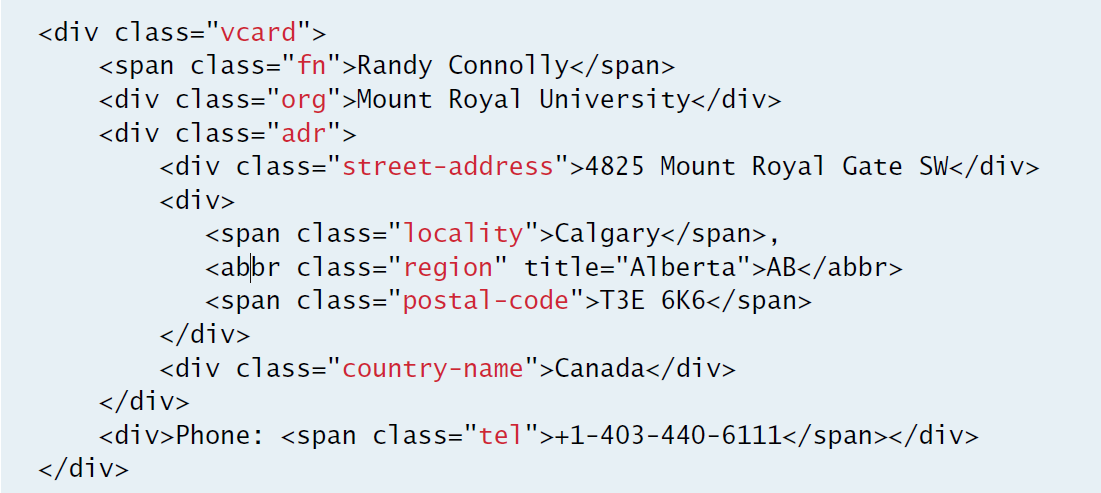 <div class="vcard">
<span class="fn">Randy Connolly</span>
<div class="org">Mount Royal University</div>
<div class="adr">
<div class="street-address">4825 Mount Royal Gate SW</div>
<div>
<span class="locality">Calgary</span>,
<abbr class="region" title="Alberta">AB</abbr>
<span class="postal-code">T3E 6K6</span>
</div>
<div class="country-name">Canada</div>
</div>
<div>Phone: <span class="tel">+1-403-440-6111</span></div>
</div>